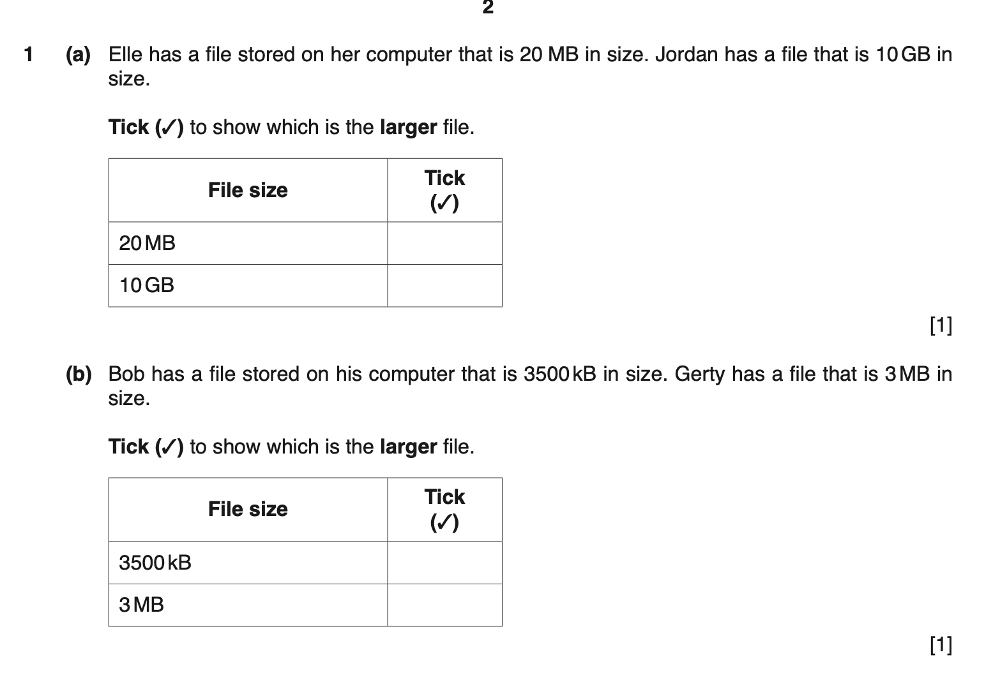 2
1 (a) Elle has a file stored on her computer that is 20 MB in size. Jordan has a file that is 10 GB in
size.
Tick (✓) to show which is the larger file.
File size Tick
(✓)
20 MB
10 GB
[1]
(b) Bob has a file stored on his computer that is 3500 kB in size. Gerty has a file that is 3 MB in
size.
Tick (✓) to show which is the larger file.
File size Tick
(✓)
3500 kB
3 MB
[1]